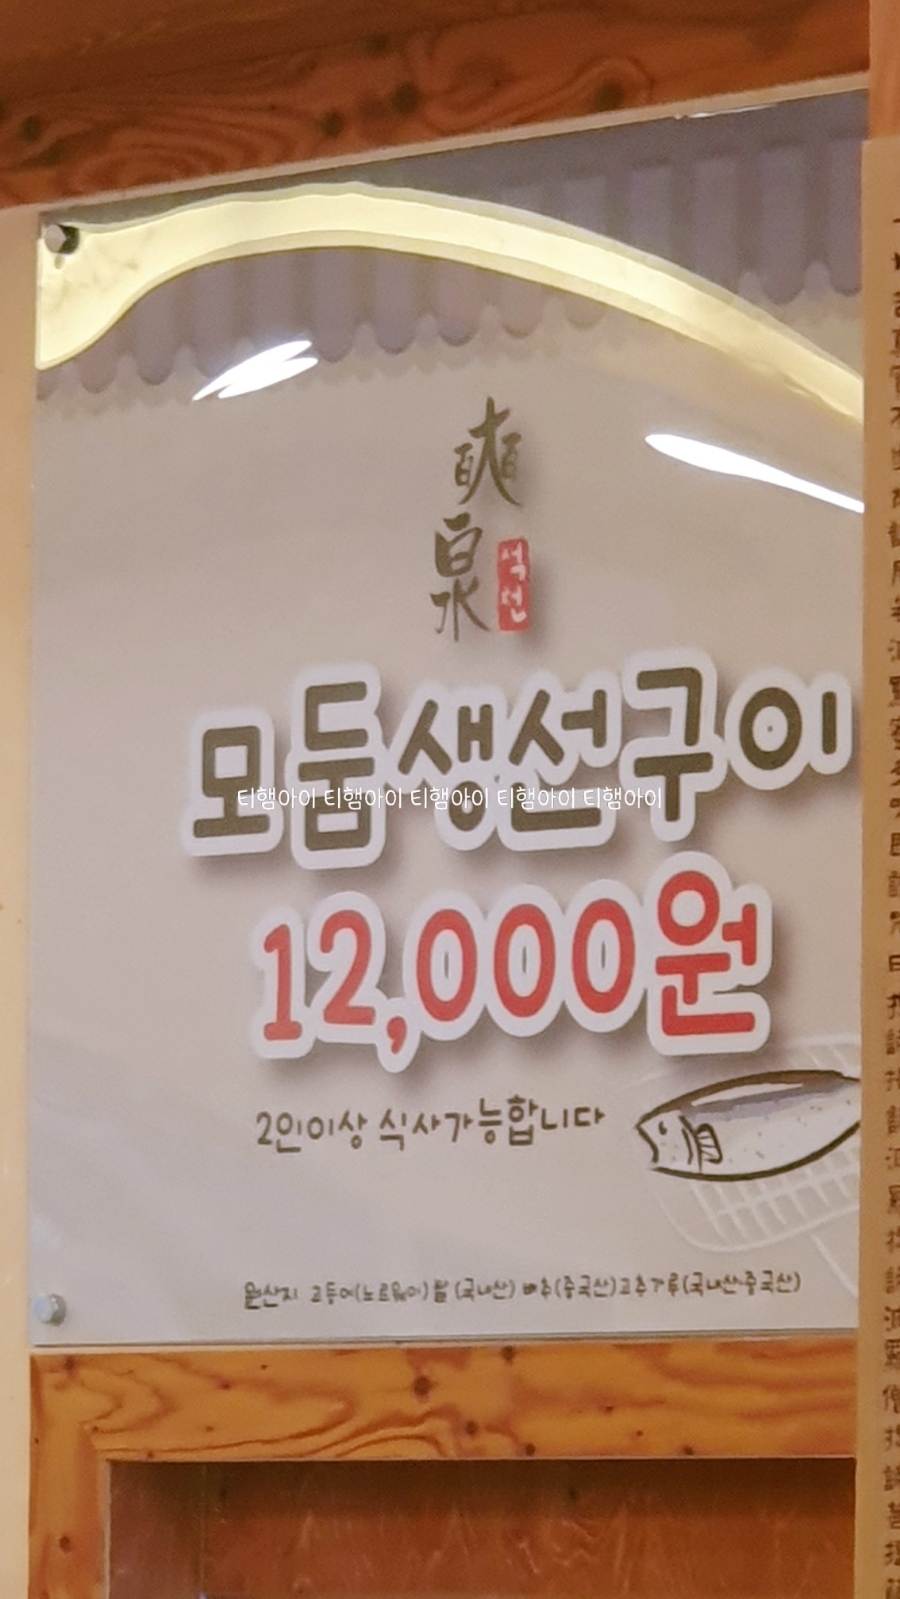 奭
泉
석
선
모둠생선구이
티햄아이 티햄아이 티햄아이 티햄아이 티햄아이
12,000원
2인이상 식사가능합니다
원산지 고등어(노르웨이) 쌀 (국내산) 배추(중국산)고추가루(국내산중국산)